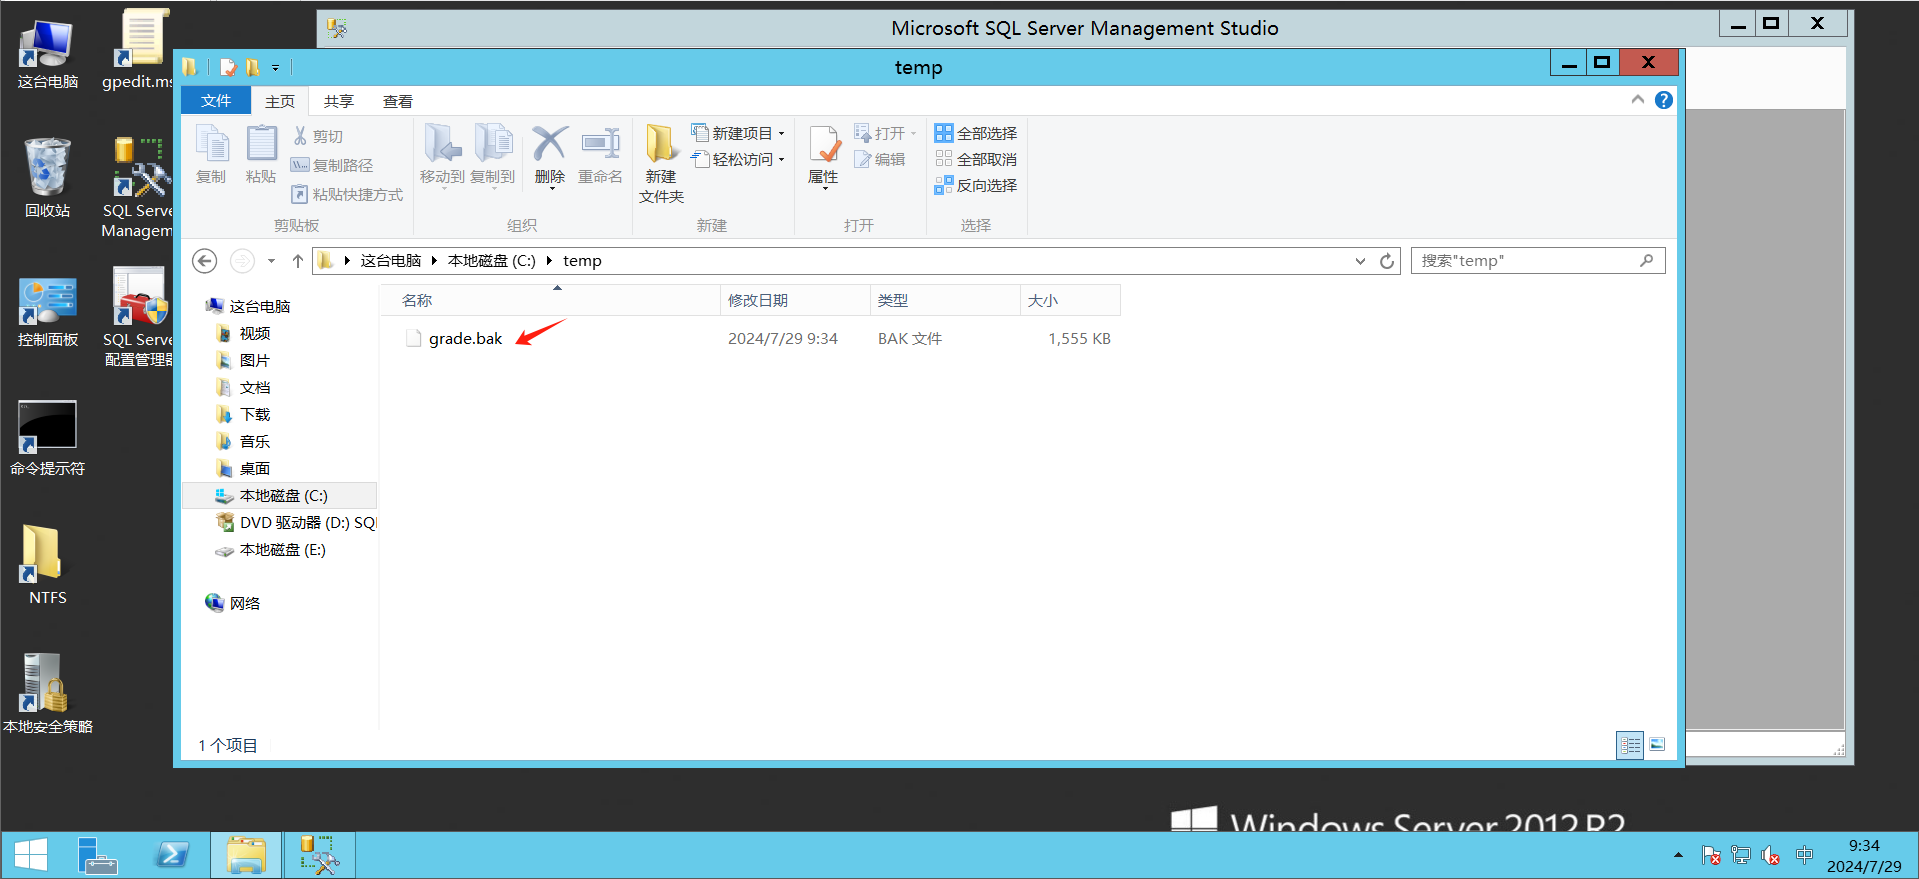 Microsoft SQL Server Management Studio
这台电脑
gpedit.ms
回收站
SQL Serve
Managem
控制面板
SQL Serve
配置管理器
命令提示符
NTFS
本地安全策略
temp
文件
主页
共享
查看
复制
粘贴
剪切
复制路径
粘贴快捷方式
剪贴板
移动到
复制到
删除
重命名
组织
新建
文件夹
新建项目
轻松访问
新建
属性
打开
编辑
打开
全部选择
全部取消
反向选择
选择
这台电脑
本地磁盘 (C:)
temp
搜索"temp"
名称
修改日期
类型
大小
grade.bak
2024/7/29 9:34
BAK 文件
1,555 KB
这台电脑
视频
图片
文档
下载
音乐
桌面
本地磁盘 (C:)
DVD 驱动器 (D:) SQL
本地磁盘 (E:)
网络
1 个项目
Windows Server 2012 R2
中
9:34
2024/7/29